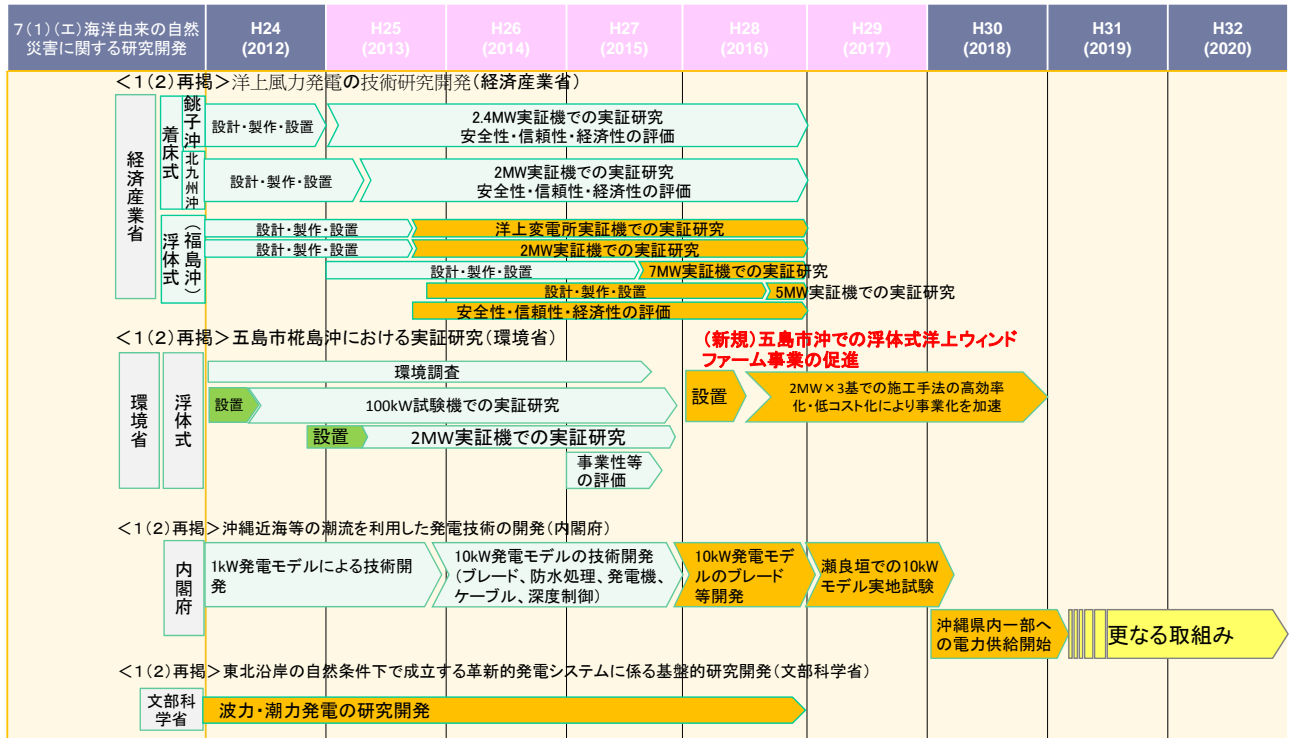 7(1)(エ)海洋由来の自然
災害に関する研究開発
H24
(2012)
H25
(2013)
H26
(2014)
H27
(2015)
H28
(2016)
H29
(2017)
H30
(2018)
H31
(2019)
H32
(2020)
＜1(2)再掲＞洋上風力発電の技術研究開発(経済産業省)
経済産業省
着床式
銚子沖
設計・製作・設置
2.4MW実証機での実証研究
安全性・信頼性・経済性の評価
北九州沖
設計・製作・設置
2MW実証機での実証研究
安全性・信頼性・経済性の評価
浮体式
(福島沖)
設計・製作・設置
洋上変電所実証機での実証研究
設計・製作・設置
2MW実証機での実証研究
設計・製作・設置
7MW実証機での実証研究
設計・製作・設置
5MW実証機での実証研究
安全性・信頼性・経済性の評価
＜1(2)再掲＞五島市椛島沖における実証研究(環境省)
(新規)五島市沖での浮体式洋上ウィンド
ファーム事業の促進
環境省
浮体式
環境調査
設置
100kW試験機での実証研究
設置
2MW×3基での施工手法の高効率
化・低コスト化により事業化を加速
設置
2MW実証機での実証研究
事業性等
の評価
＜1(2)再掲＞沖縄近海等の潮流を利用した発電技術の開発(内閣府)
内閣府
1kW発電モデルによる技術開
発
10kW発電モデルの技術開発
(ブレード、防水処理、発電機、
ケーブル、深度制御)
10kW発電モデ
ルのブレード
等開発
瀬良垣での10kW
モデル実地試験
沖縄県内一部へ
の電力供給開始
更なる取組み
＜1(2)再掲＞東北沿岸の自然条件下で成立する革新的発電システムに係る基盤的研究開発(文部科学省)
文部科
学省
波力・潮力発電の研究開発